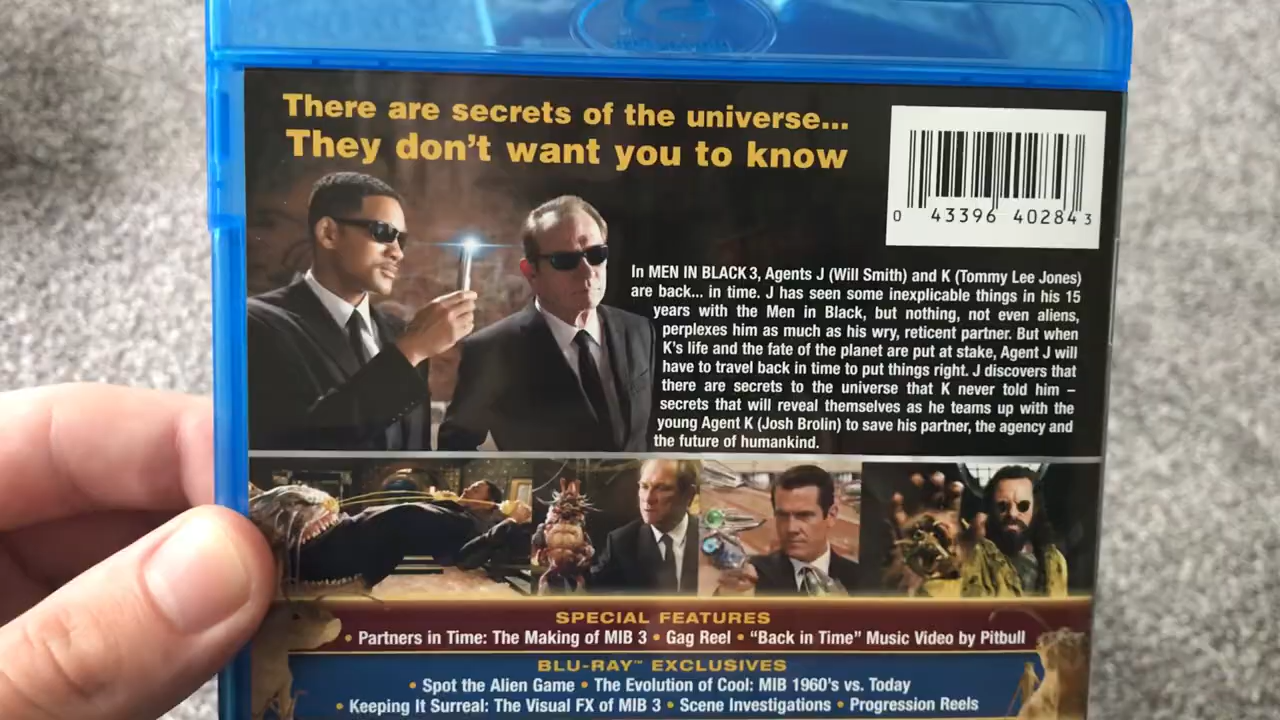 There are secrets of the universe...
They don't want you to know
0 43396 40284 3
In MEN IN BLACK 3, Agents J (Will Smith) and K (Tommy Lee Jones)
are back... in time. J has seen some inexplicable things in his 15
years with the Men in Black, but nothing, not even aliens,
perplexes him as much as his wry, reticent partner. But when
K's life and the fate of the planet are put at stake, Agent J will
have to travel back in time to put things right. J discovers that
there are secrets to the universe that K never told him –
secrets that will reveal themselves as he teams up with the
young Agent K (Josh Brolin) to save his partner, the agency and
the future of humankind.
SPECIAL FEATURES
• Partners in Time: The Making of MIB 3 • Gag Reel • “Back in Time” Music Video by Pitbull
BLU-RAY™ EXCLUSIVES
• Spot the Alien Game • The Evolution of Cool: MIB 1960's vs. Today
• Keeping It Surreal: The Visual FX of MIB 3 • Scene Investigations • Progression Reels